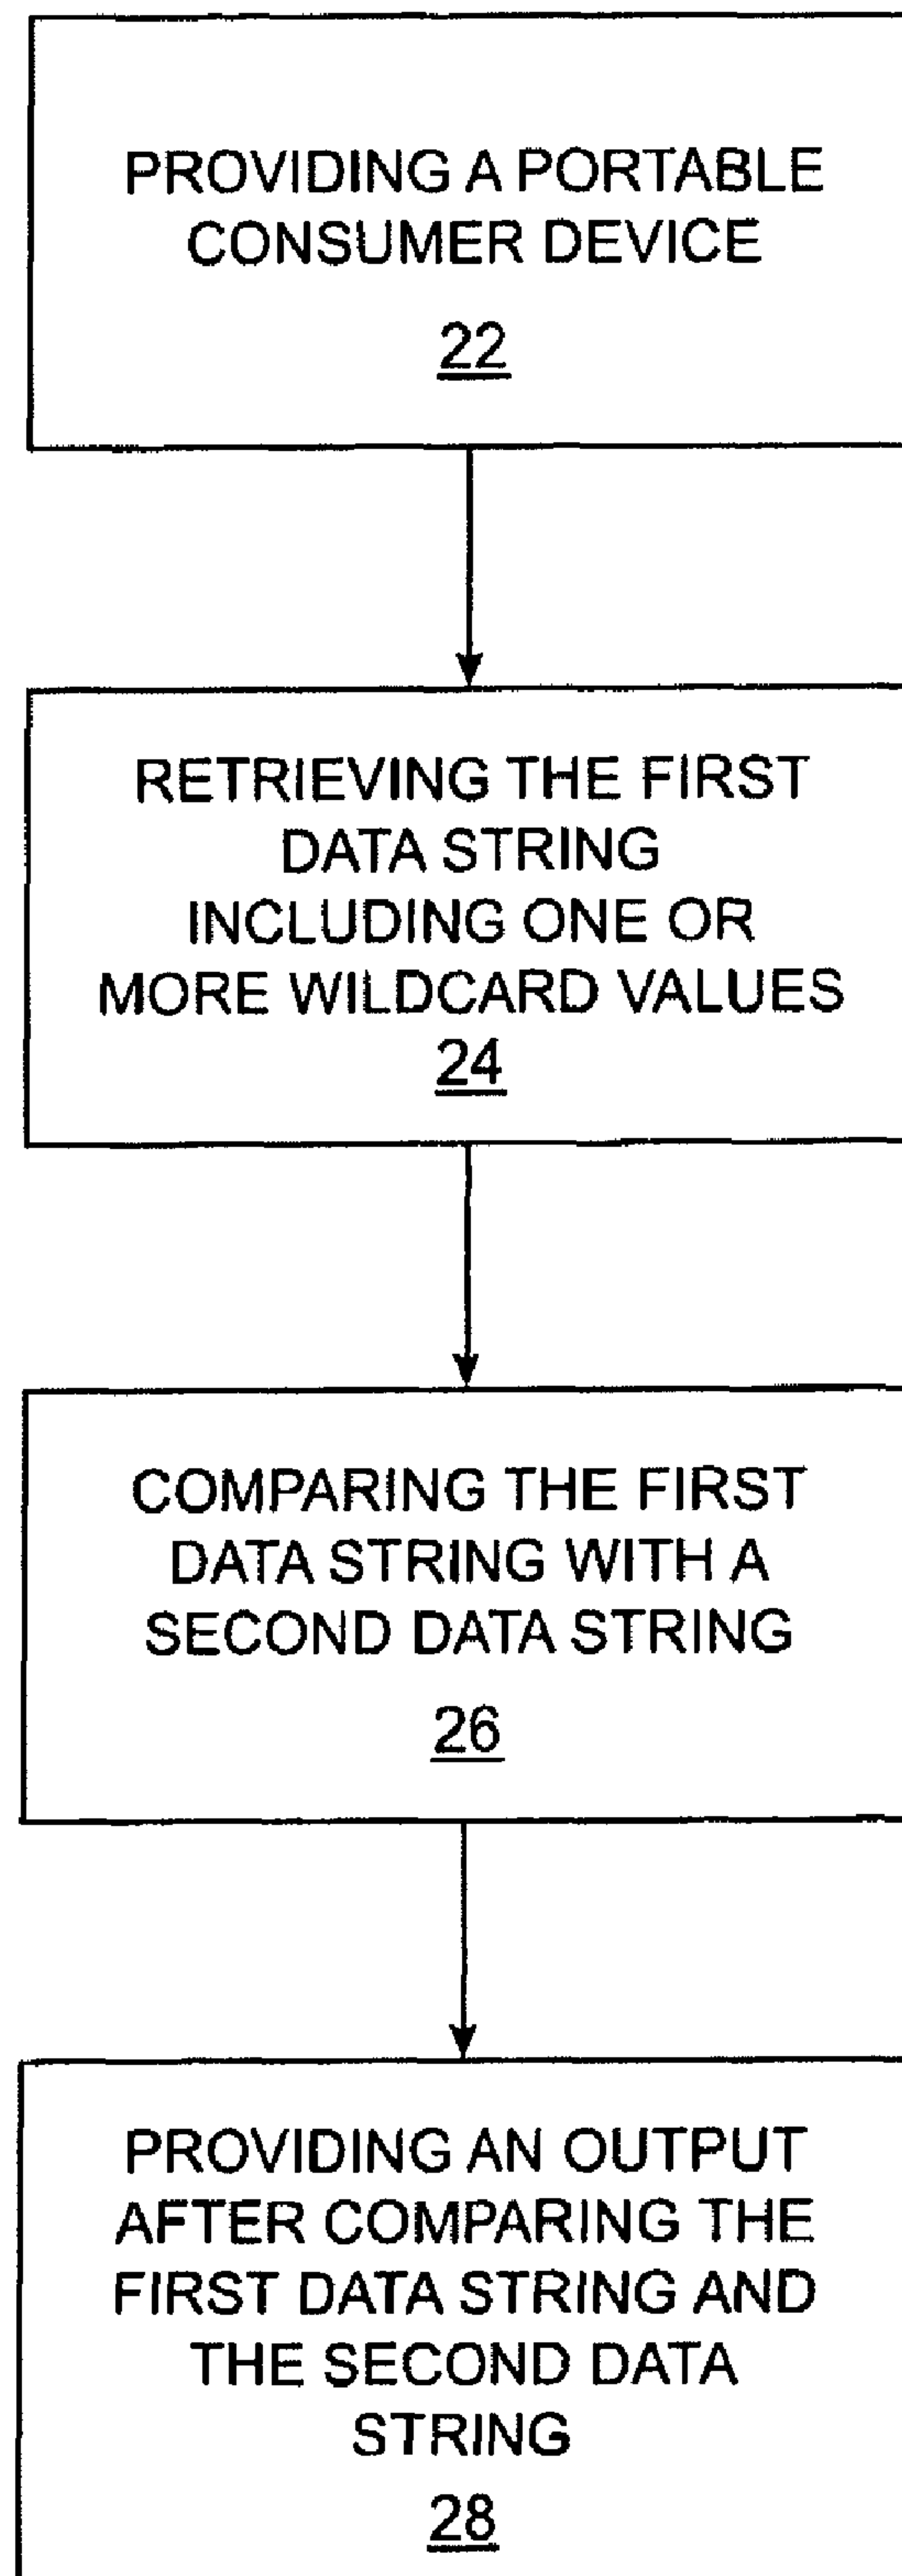 PROVIDING A PORTABLE
CONSUMER DEVICE
22
RETRIEVING THE FIRST
DATA STRING
INCLUDING ONE OR
MORE WILDCARD VALUES
24
COMPARING THE FIRST
DATA STRING WITH A
SECOND DATA STRING
26
PROVIDING AN OUTPUT
AFTER COMPARING THE
FIRST DATA STRING AND
THE SECOND DATA
STRING
28